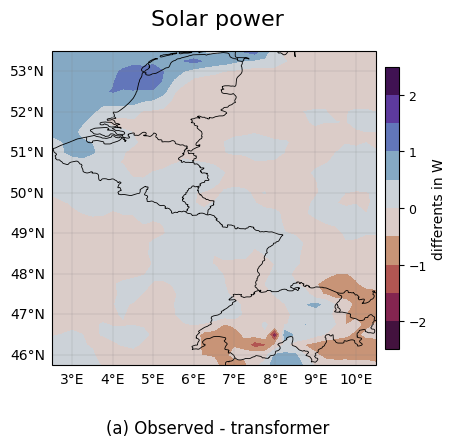 Solar power
53°N
52°N
51°N
50°N
49°N
48°N
47°N
46°N
3°E 4°E 5°E 6°E 7°E 8°E 9°E 10°E
2
1
0
−1
−2
differents in W
(a) Observed - transformer